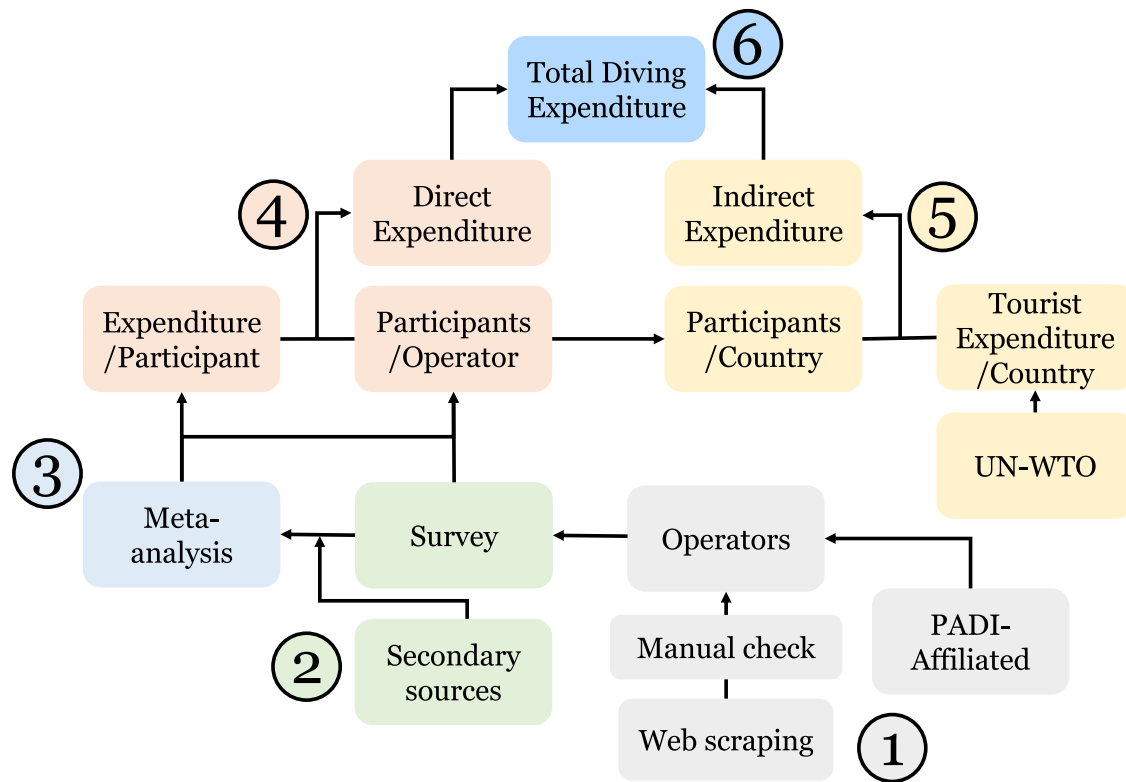 6
Total Diving
Expenditure
4
Direct
Expenditure
Indirect
Expenditure
5
Expenditure
/Participant
Participants
/Operator
Participants
/Country
Tourist
Expenditure
/Country
3
Meta-
analysis
Survey
Operators
UN-WTO
2
Secondary
sources
Manual check
PADI-
Affiliated
Web scraping
1